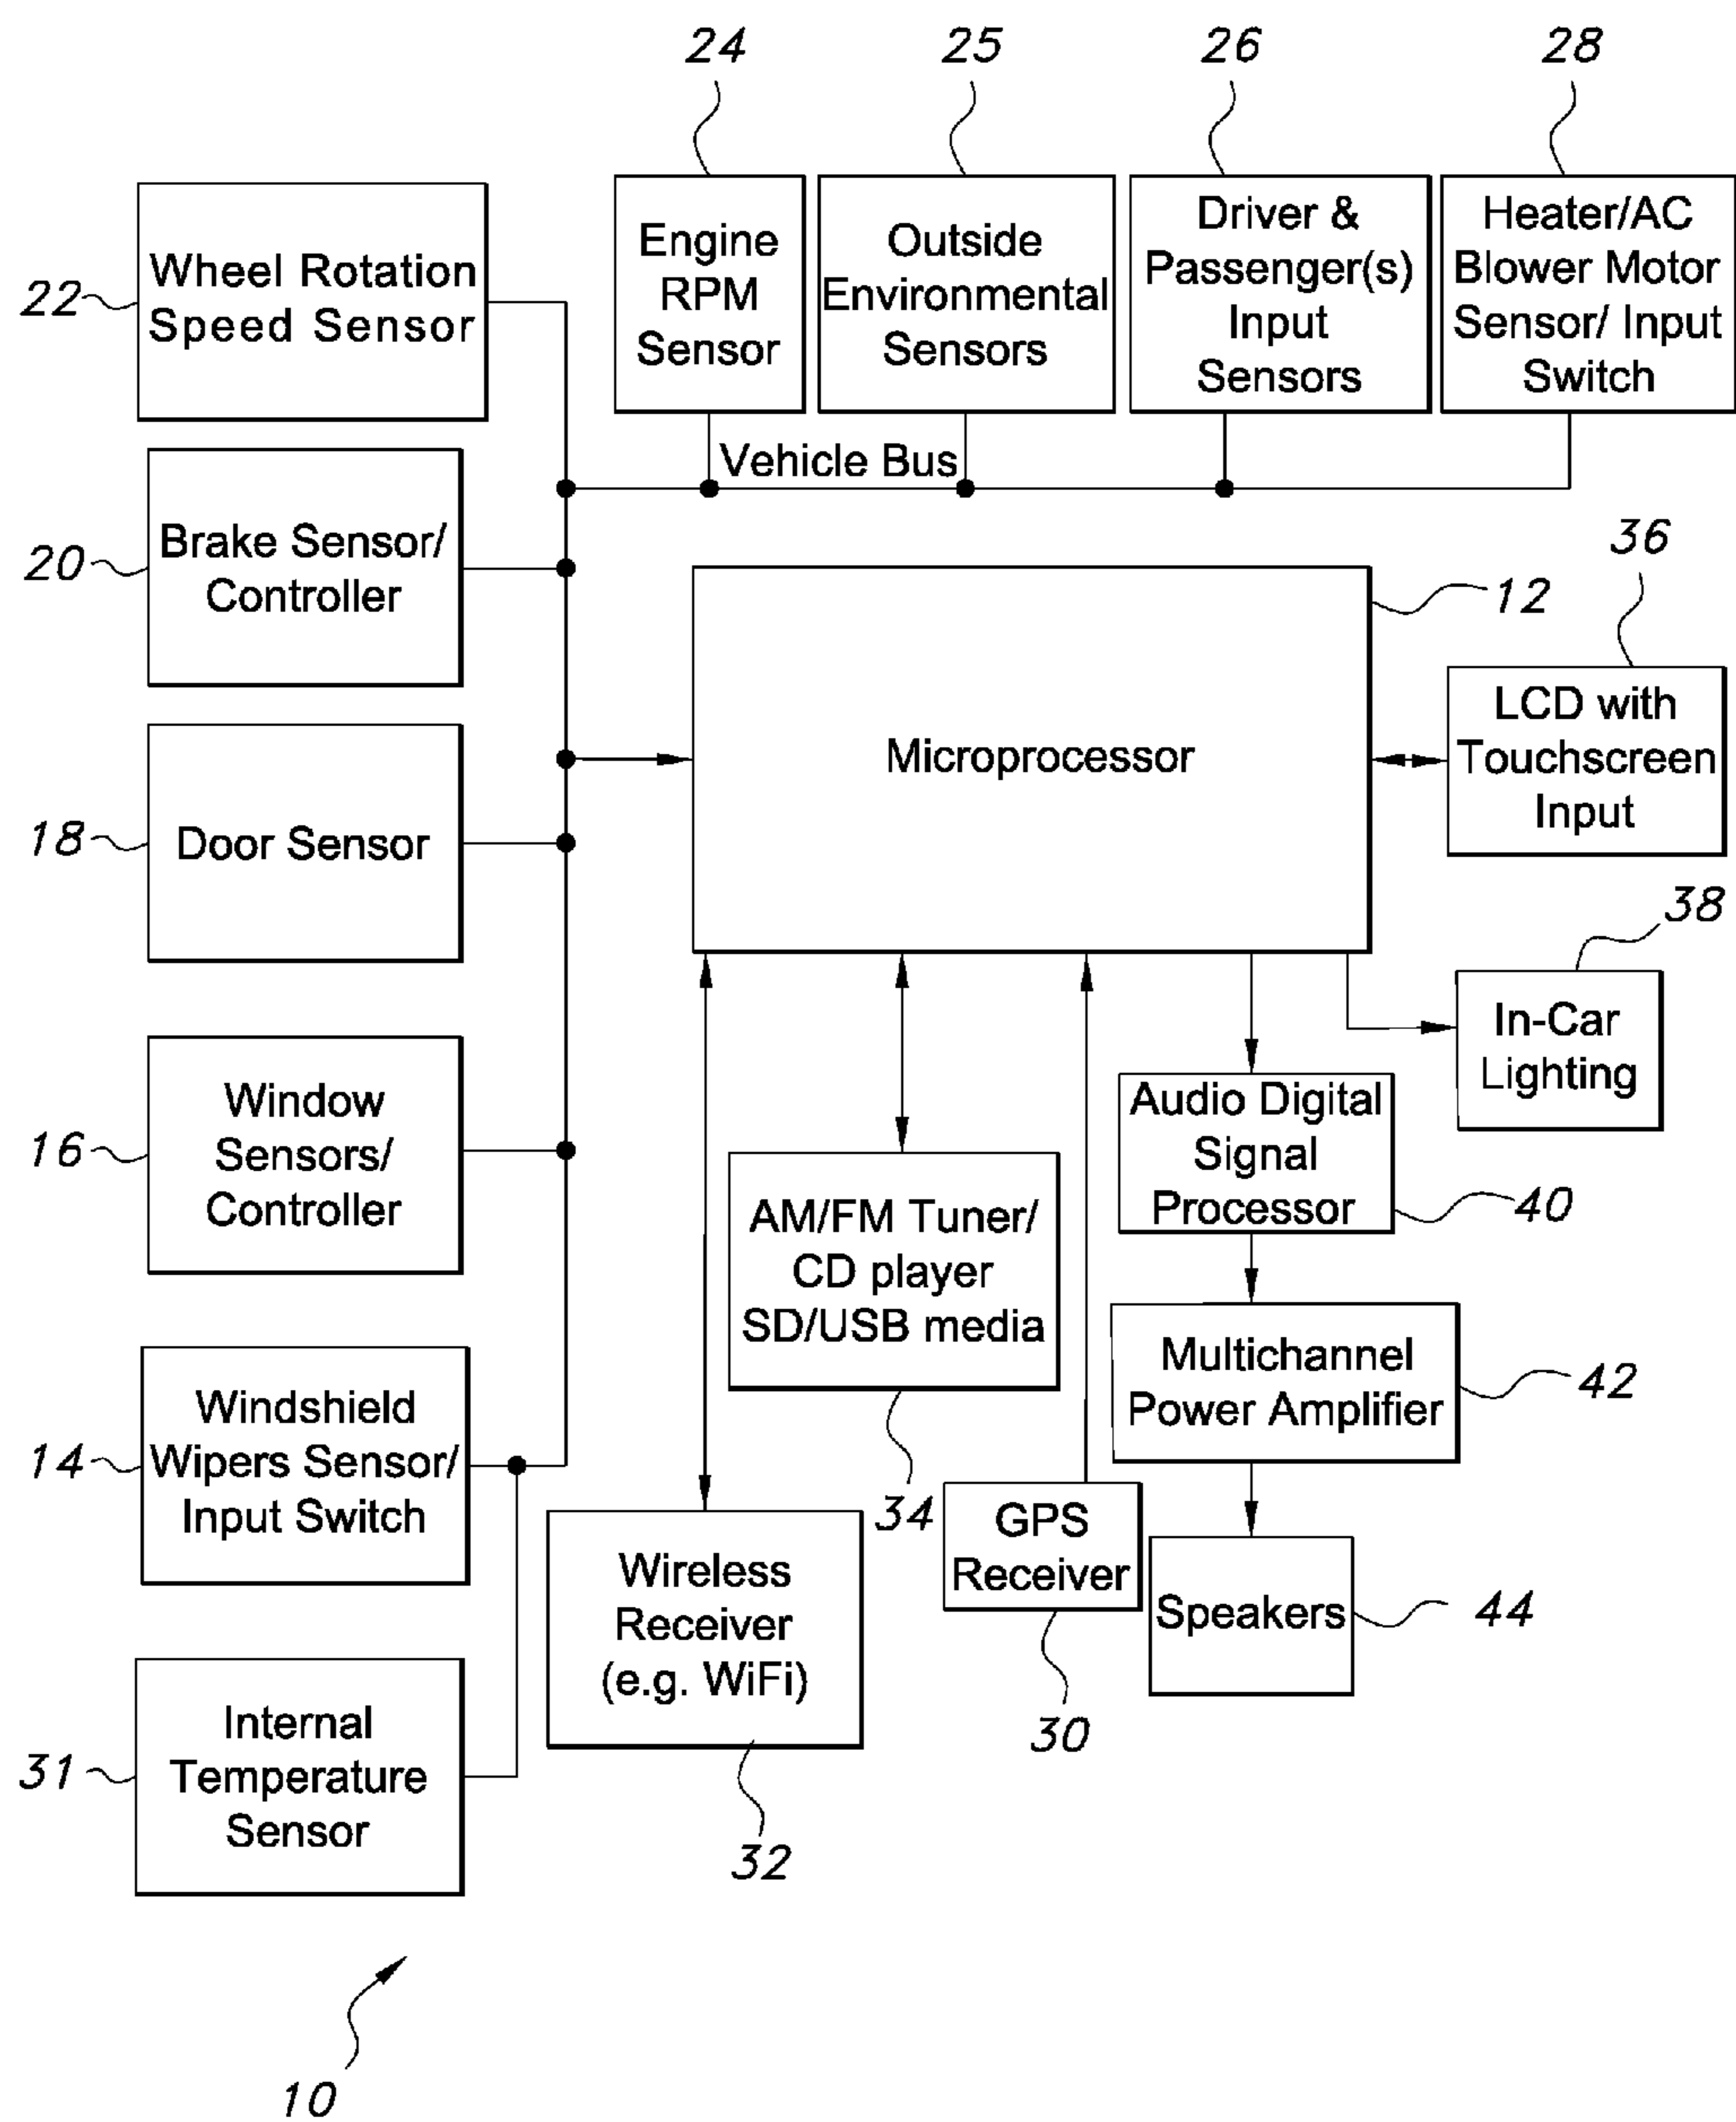 24
25
26
28
Engine
RPM
Sensor
Outside
Environmental
Sensors
Driver &
Passenger(s)
Input
Sensors
Heater/AC
Blower Motor
Sensor/ Input
Switch
22
Wheel Rotation
Speed Sensor
Vehicle Bus
20
Brake Sensor/
Controller
12
36
Microprocessor
LCD with
Touchscreen
Input
18
Door Sensor
38
In-Car
Lighting
16
Window
Sensors/
Controller
Audio Digital
Signal
Processor
40
AM/FM Tuner/
CD player
SD/USB media
34
Multichannel
Power Amplifier
42
14
Windshield
Wipers Sensor/
Input Switch
GPS
Receiver
30
Speakers
44
Wireless
Receiver
(e.g. WiFi)
32
31
Internal
Temperature
Sensor
10